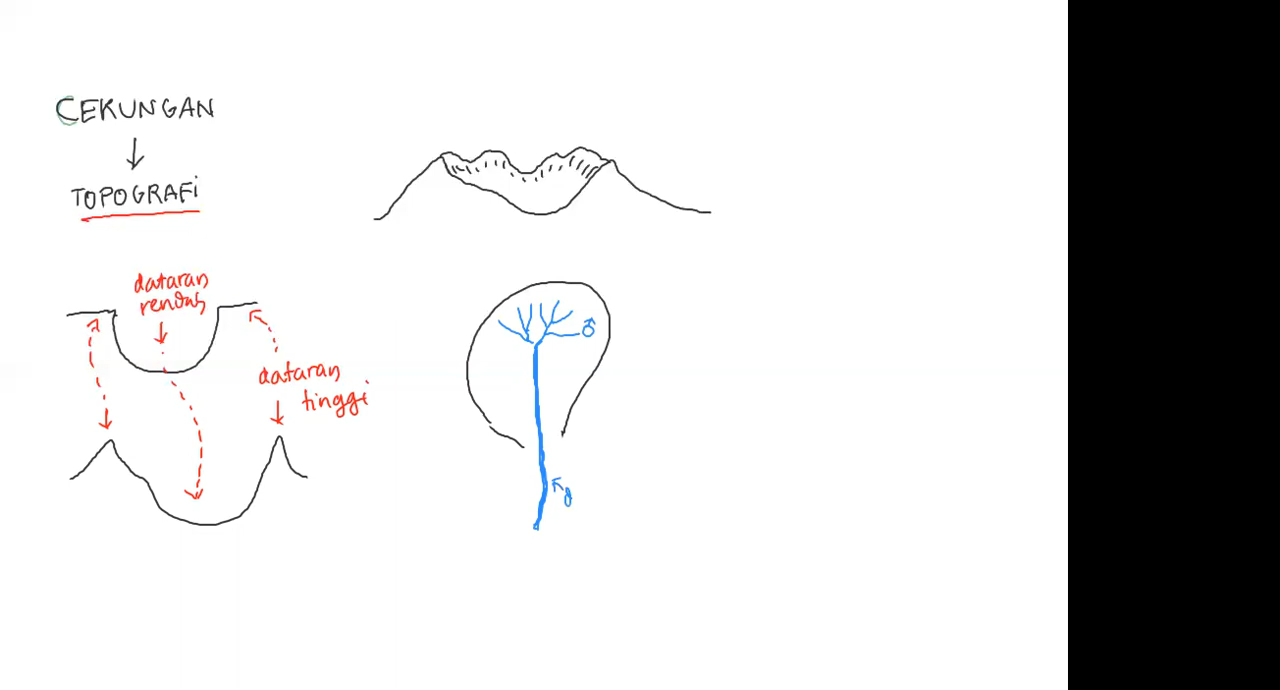 CEKUNGAN
TOPOGRAFi
dataran
rendah
dataran
tinggi